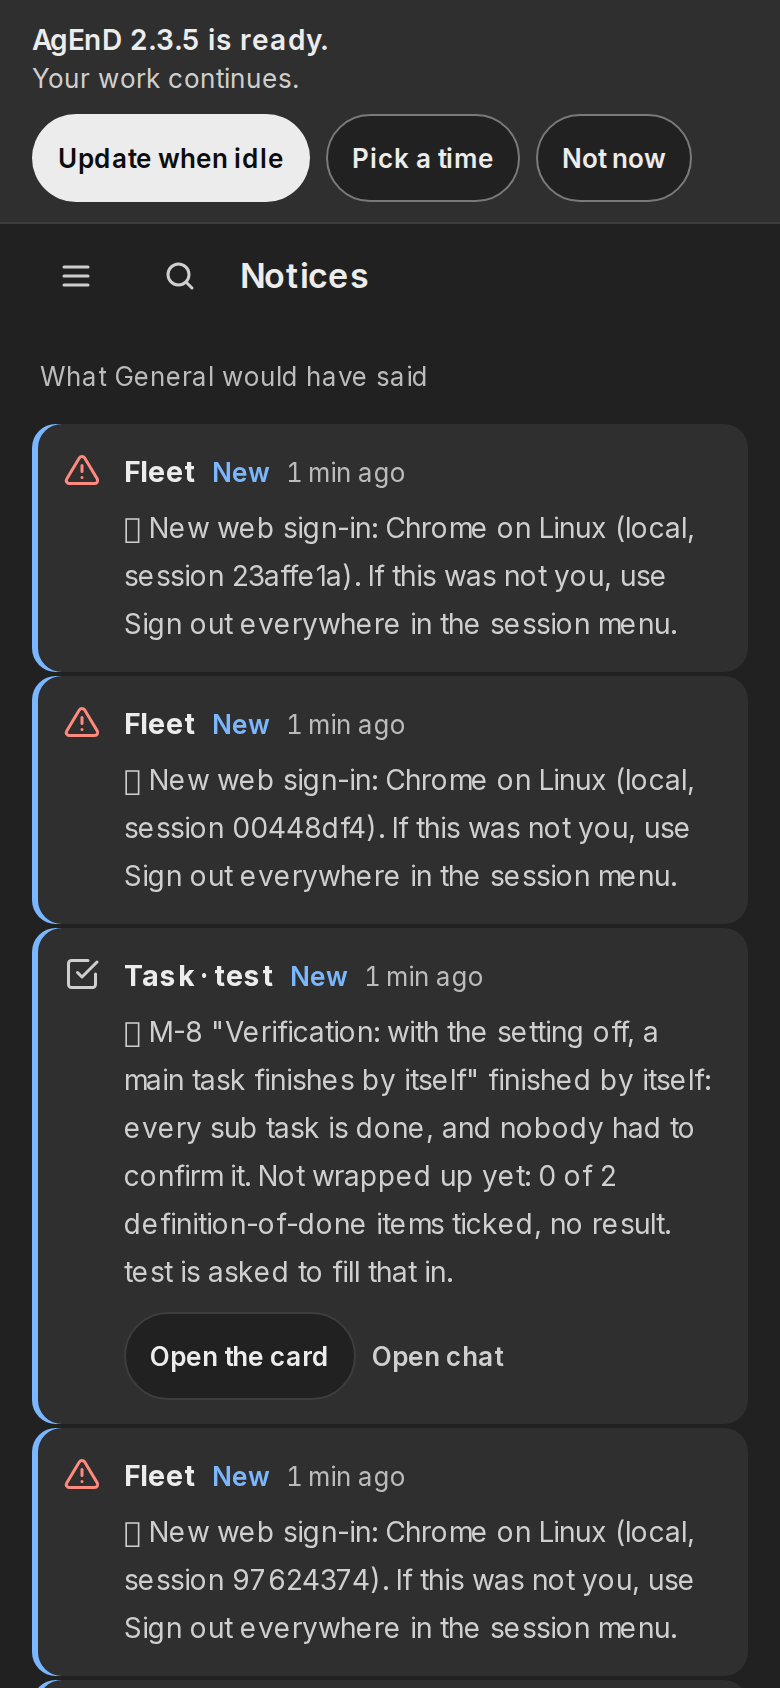 AgEnD 2.3.5 is ready.
Your work continues.
Update when idle
Pick a time
Not now
Notices
What General would have said
Fleet New 1 min ago
New web sign-in: Chrome on Linux (local,
session 23affe1a). If this was not you, use
Sign out everywhere in the session menu.
Fleet New 1 min ago
New web sign-in: Chrome on Linux (local,
session 00448df4). If this was not you, use
Sign out everywhere in the session menu.
Task · test New 1 min ago
M-8 "Verification: with the setting off, a
main task finishes by itself" finished by itself:
every sub task is done, and nobody had to
confirm it. Not wrapped up yet: 0 of 2
definition-of-done items ticked, no result.
test is asked to fill that in.
Open the card
Open chat
Fleet New 1 min ago
New web sign-in: Chrome on Linux (local,
session 97624374). If this was not you, use
Sign out everywhere in the session menu.